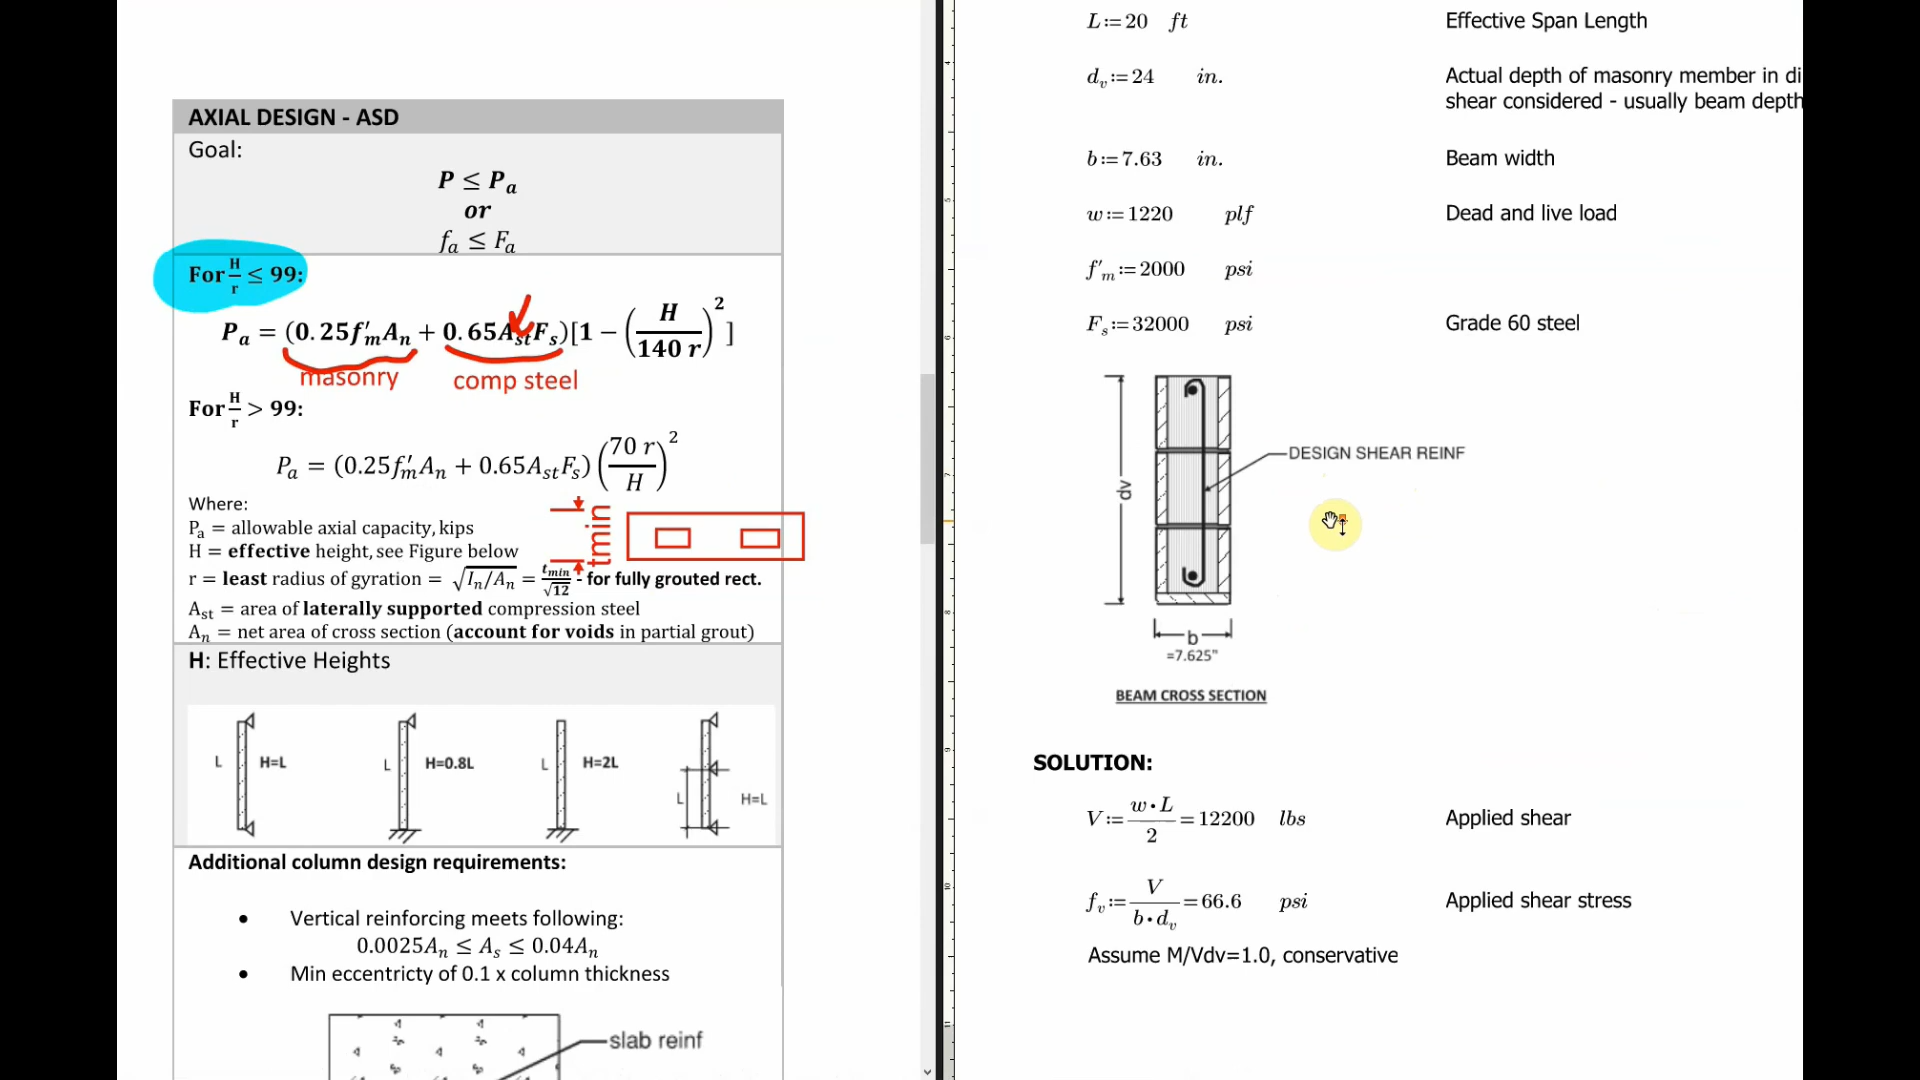 AXIAL DESIGN - ASD
Goal:
P ≤ Pa
or
fa ≤ Fa
For H/r ≤ 99:
Pa = (0.25f′mAn + 0.65AstFs)[1 − (H/140 r)²]
masonry
comp steel
For H/r > 99:
Pa = (0.25f′mAn + 0.65AstFs)(70 r/H)²
Where:
Pa = allowable axial capacity, kips
H = effective height, see Figure below
r = least radius of gyration = √In/An = tmin/√12 - for fully grouted rect.
tmin
Ast = area of laterally supported compression steel
An = net area of cross section (account for voids in partial grout)
H: Effective Heights
L H=L
L H=0.8L
L H=2L
L H=L
Additional column design requirements:
• Vertical reinforcing meets following:
0.0025An ≤ As ≤ 0.04An
• Min eccentricty of 0.1 x column thickness
slab reinf
L:=20 ft Effective Span Length
dv:=24 in. Actual depth of masonry member in di
shear considered - usually beam depth
b:=7.63 in. Beam width
w:=1220 plf Dead and live load
f′m:=2000 psi
Fs:=32000 psi Grade 60 steel
DESIGN SHEAR REINF
dv
b
=7.625"
BEAM CROSS SECTION
SOLUTION:
V:= w•L/2 =12200 lbs Applied shear
fv:= V/b•dv =66.6 psi Applied shear stress
Assume M/Vdv=1.0, conservative